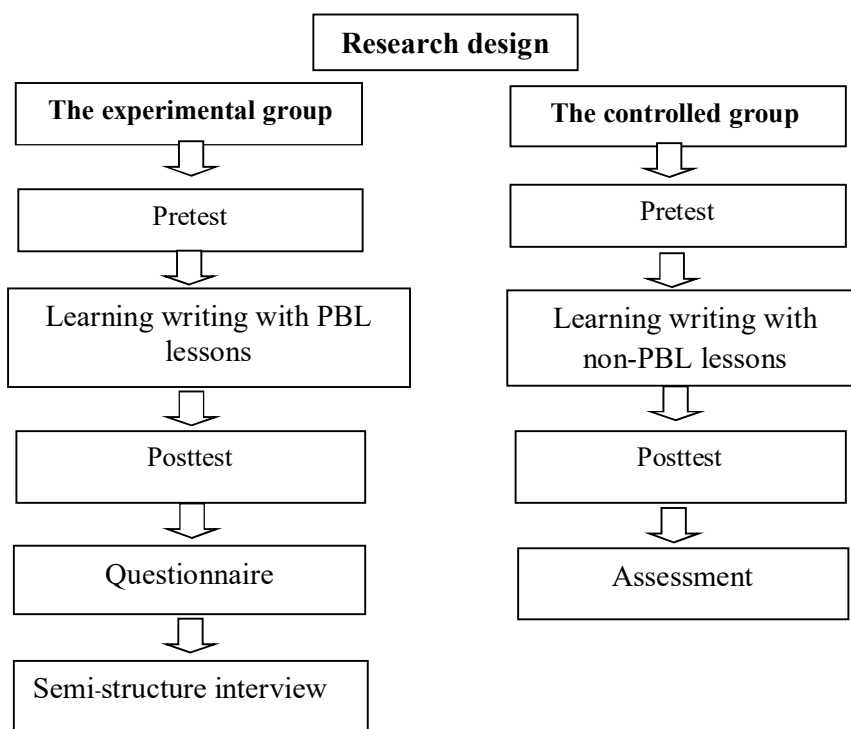 Research design
The experimental group
Pretest
Learning writing with PBL
lessons
Posttest
Questionnaire
Semi-structure interview
The controlled group
Pretest
Learning writing with
non-PBL lessons
Posttest
Assessment